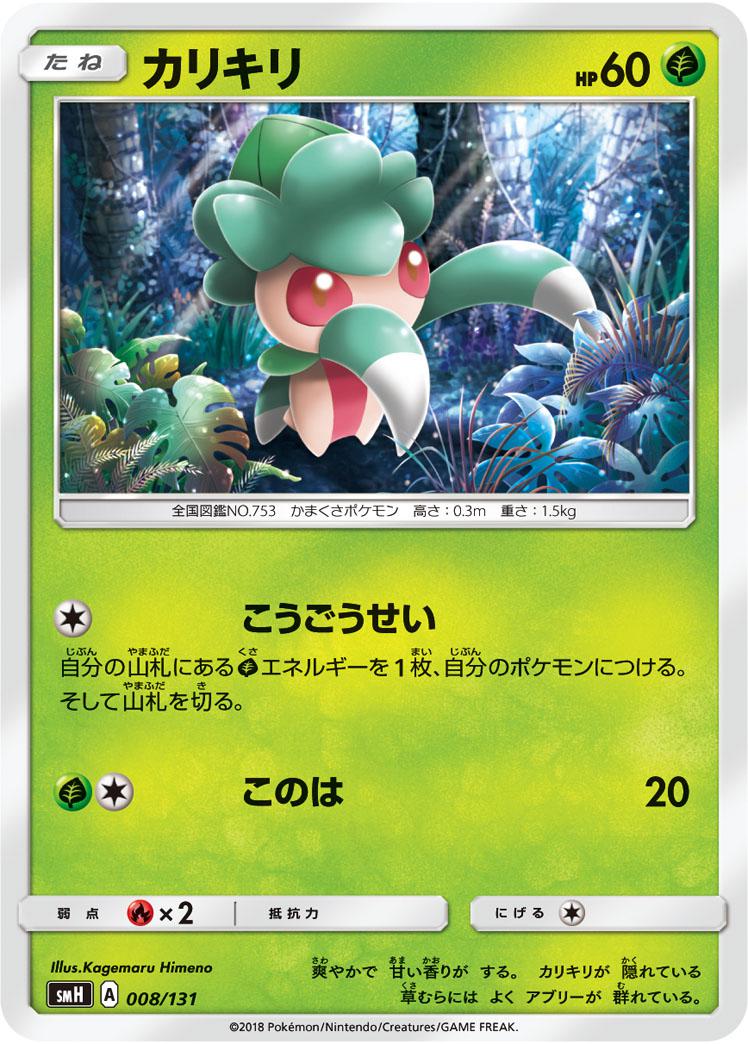 たね カリキリ HP60
全国図鑑NO.753 かまくさポケモン 高さ:0.3m 重さ:1.5kg
こうごうせい
自分の山札にあるエネルギーを1枚、自分のポケモンにつける。
そして山札を切る。
このは 20
弱点 ×2 抵抗力 にげる
Illus.Kagemaru Himeno
爽やかで 甘い香りが する。 カリキリが 隠れている
草むらには よく アブリーが 群れている。
SMH A 008/131
©2018 Pokémon/Nintendo/Creatures/GAME FREAK.